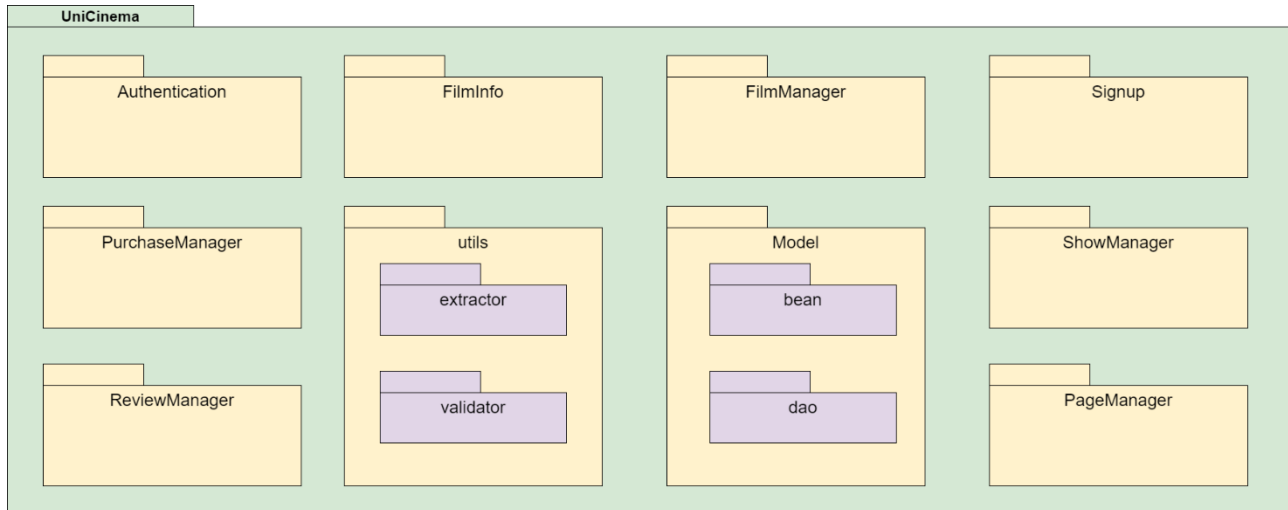 UniCinema
Authentication
FilmInfo
FilmManager
Signup
PurchaseManager
utils
Model
ShowManager
extractor
bean
ReviewManager
validator
dao
PageManager